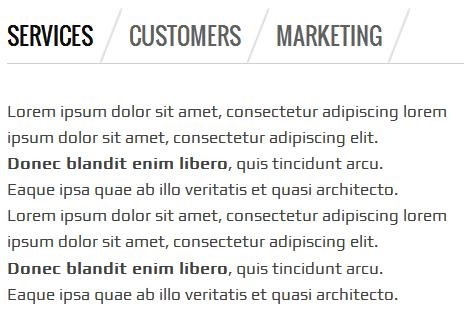 SERVICES CUSTOMERS MARKETING
Lorem ipsum dolor sit amet, consectetur adipiscing lorem
ipsum dolor sit amet, consectetur adipiscing elit.
Donec blandit enim libero, quis tincidunt arcu.
Eaque ipsa quae ab illo veritatis et quasi architecto.
Lorem ipsum dolor sit amet, consectetur adipiscing lorem
ipsum dolor sit amet, consectetur adipiscing elit.
Donec blandit enim libero, quis tincidunt arcu.
Eaque ipsa quae ab illo veritatis et quasi architecto.